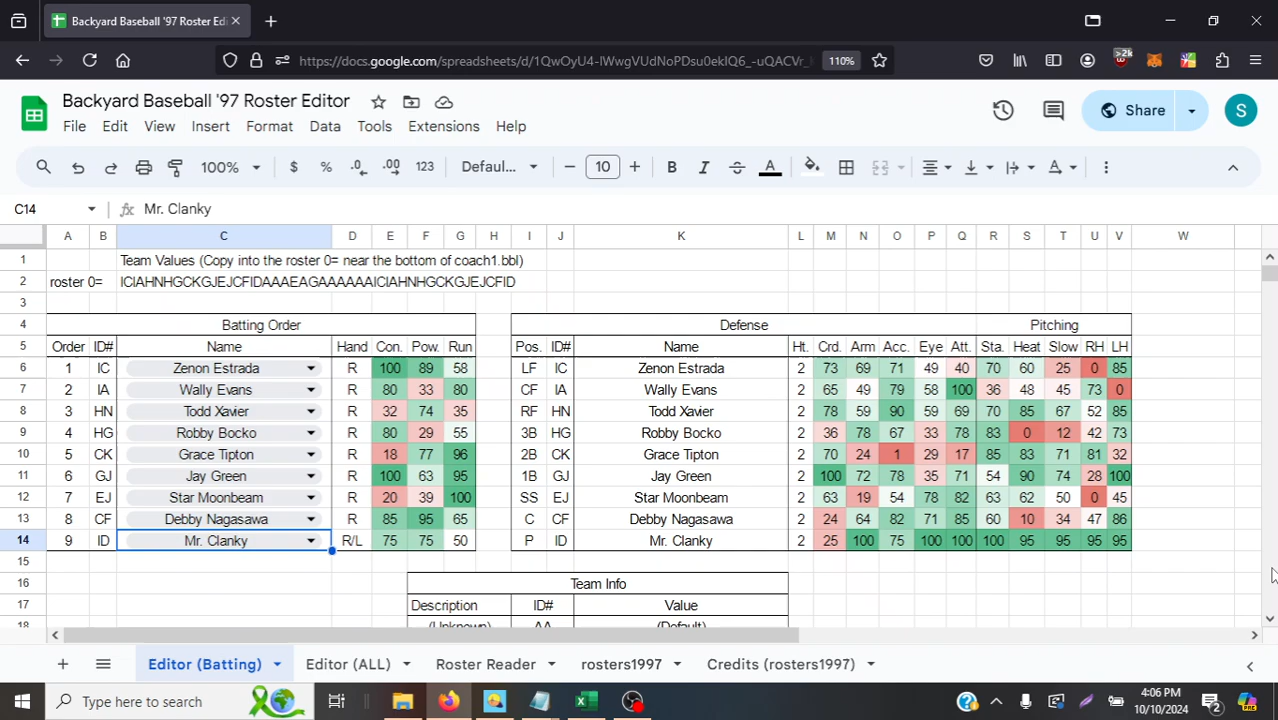 Backyard Baseball '97 Roster Edi
https://docs.google.com/spreadsheets/d/1QwOyU4-IWwgVUdNoPDsu0ekIQ6_-uQACVr_
110%
>2k
Backyard Baseball '97 Roster Editor
File Edit View Insert Format Data Tools Extensions Help
Share
S
100% $ % .0 .00 123 Defaul... 10 B I A A
C14 fx Mr. Clanky
A B C D E F G H I J K L M N O P Q R S T U V W
1 Team Values (Copy into the roster 0= near the bottom of coach1.bbl)
2 roster 0= ICIAHNHGCKGJEJCFIDAAAEAGAAAAAAICIAHNHGCKGJEJCFID
3
4 Batting Order Defense Pitching
5 Order ID# Name Hand Con. Pow. Run Pos. ID# Name Ht. Crd. Arm Acc. Eye Att. Sta. Heat Slow RH LH
6 1 IC Zenon Estrada R 100 89 58 LF IC Zenon Estrada 2 73 69 71 49 40 70 60 25 0 85
7 2 IA Wally Evans R 80 33 80 CF IA Wally Evans 2 65 49 79 58 100 36 48 45 73 0
8 3 HN Todd Xavier R 32 74 35 RF HN Todd Xavier 2 78 59 90 59 69 70 85 67 52 85
9 4 HG Robby Bocko R 80 29 55 3B HG Robby Bocko 2 36 78 67 33 78 83 0 12 42 73
10 5 CK Grace Tipton R 18 77 96 2B CK Grace Tipton 2 70 24 1 29 17 85 83 71 81 32
11 6 GJ Jay Green R 100 63 95 1B GJ Jay Green 2 100 72 78 35 71 54 90 74 28 100
12 7 EJ Star Moonbeam R 20 39 100 SS EJ Star Moonbeam 2 63 19 54 78 82 63 62 50 0 45
13 8 CF Debby Nagasawa R 85 95 65 C CF Debby Nagasawa 2 24 64 82 71 85 60 10 34 47 86
14 9 ID Mr. Clanky R/L 75 75 50 P ID Mr. Clanky 2 25 100 75 100 100 100 95 95 95 95
15
16 Team Info
17 Description ID# Value
18 (Unknown) AA (Default)
Editor (Batting) Editor (ALL) Roster Reader rosters1997 Credits (rosters1997)
Type here to search
4:06 PM
10/10/2024
2
PRE